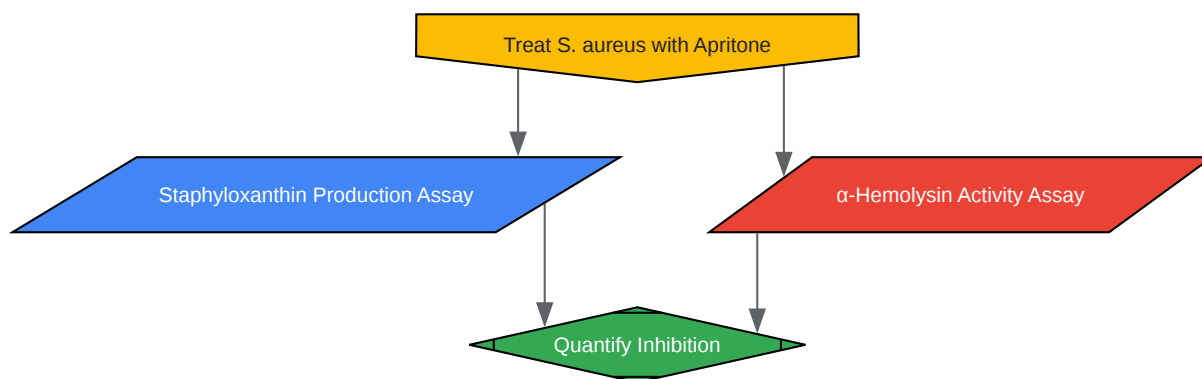 Treat S. aureus with Apritone
Staphyloxanthin Production Assay
α-Hemolysin Activity Assay
Quantify Inhibition